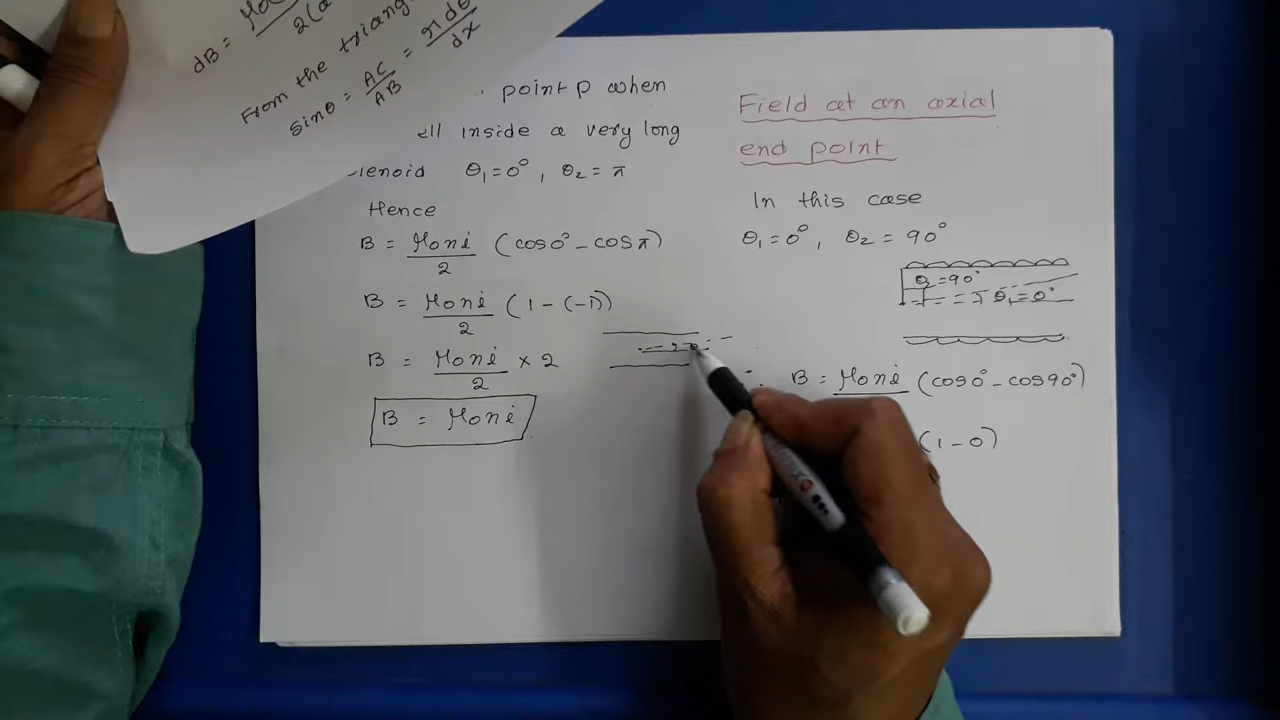 dB =
2(a
From the triang
sinθ = AC/AB = r dθ/dx
point P when
ell inside a very long
lenoid θ₁=0°, θ₂ = π
Hence
B = μ₀ni/2 (cos0° - cosπ)
B = μ₀ni/2 (1-(-1))
B = μ₀ni/2 × 2
B = μ₀ni
Field at an axial
end point
In this case
θ₁=0°, θ₂ = 90°
θ₂=90°
θ₁=0°
B = μ₀ni (cos0° - cos90°)
(1-0)